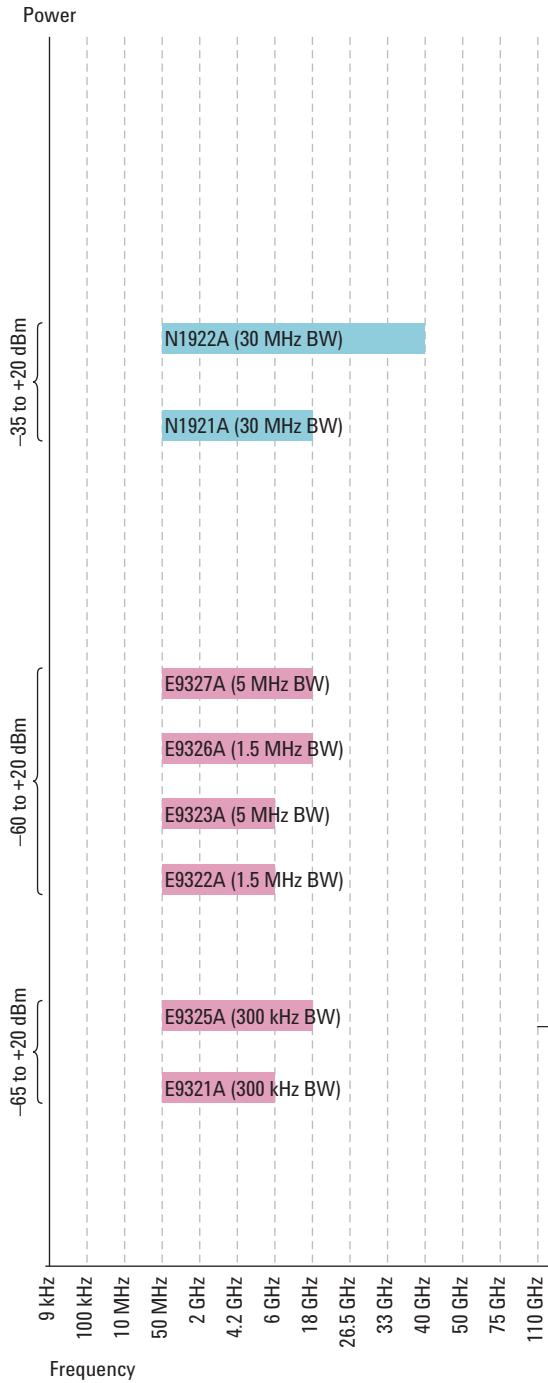 Power
–35 to +20 dBm
N1922A (30 MHz BW)
N1921A (30 MHz BW)
–60 to +20 dBm
E9327A (5 MHz BW)
E9326A (1.5 MHz BW)
E9323A (5 MHz BW)
E9322A (1.5 MHz BW)
–65 to +20 dBm
E9325A (300 kHz BW)
E9321A (300 kHz BW)
9 kHz
100 kHz
10 MHz
50 MHz
2 GHz
4.2 GHz
6 GHz
18 GHz
26.5 GHz
33 GHz
40 GHz
50 GHz
75 GHz
110 GHz
Frequency